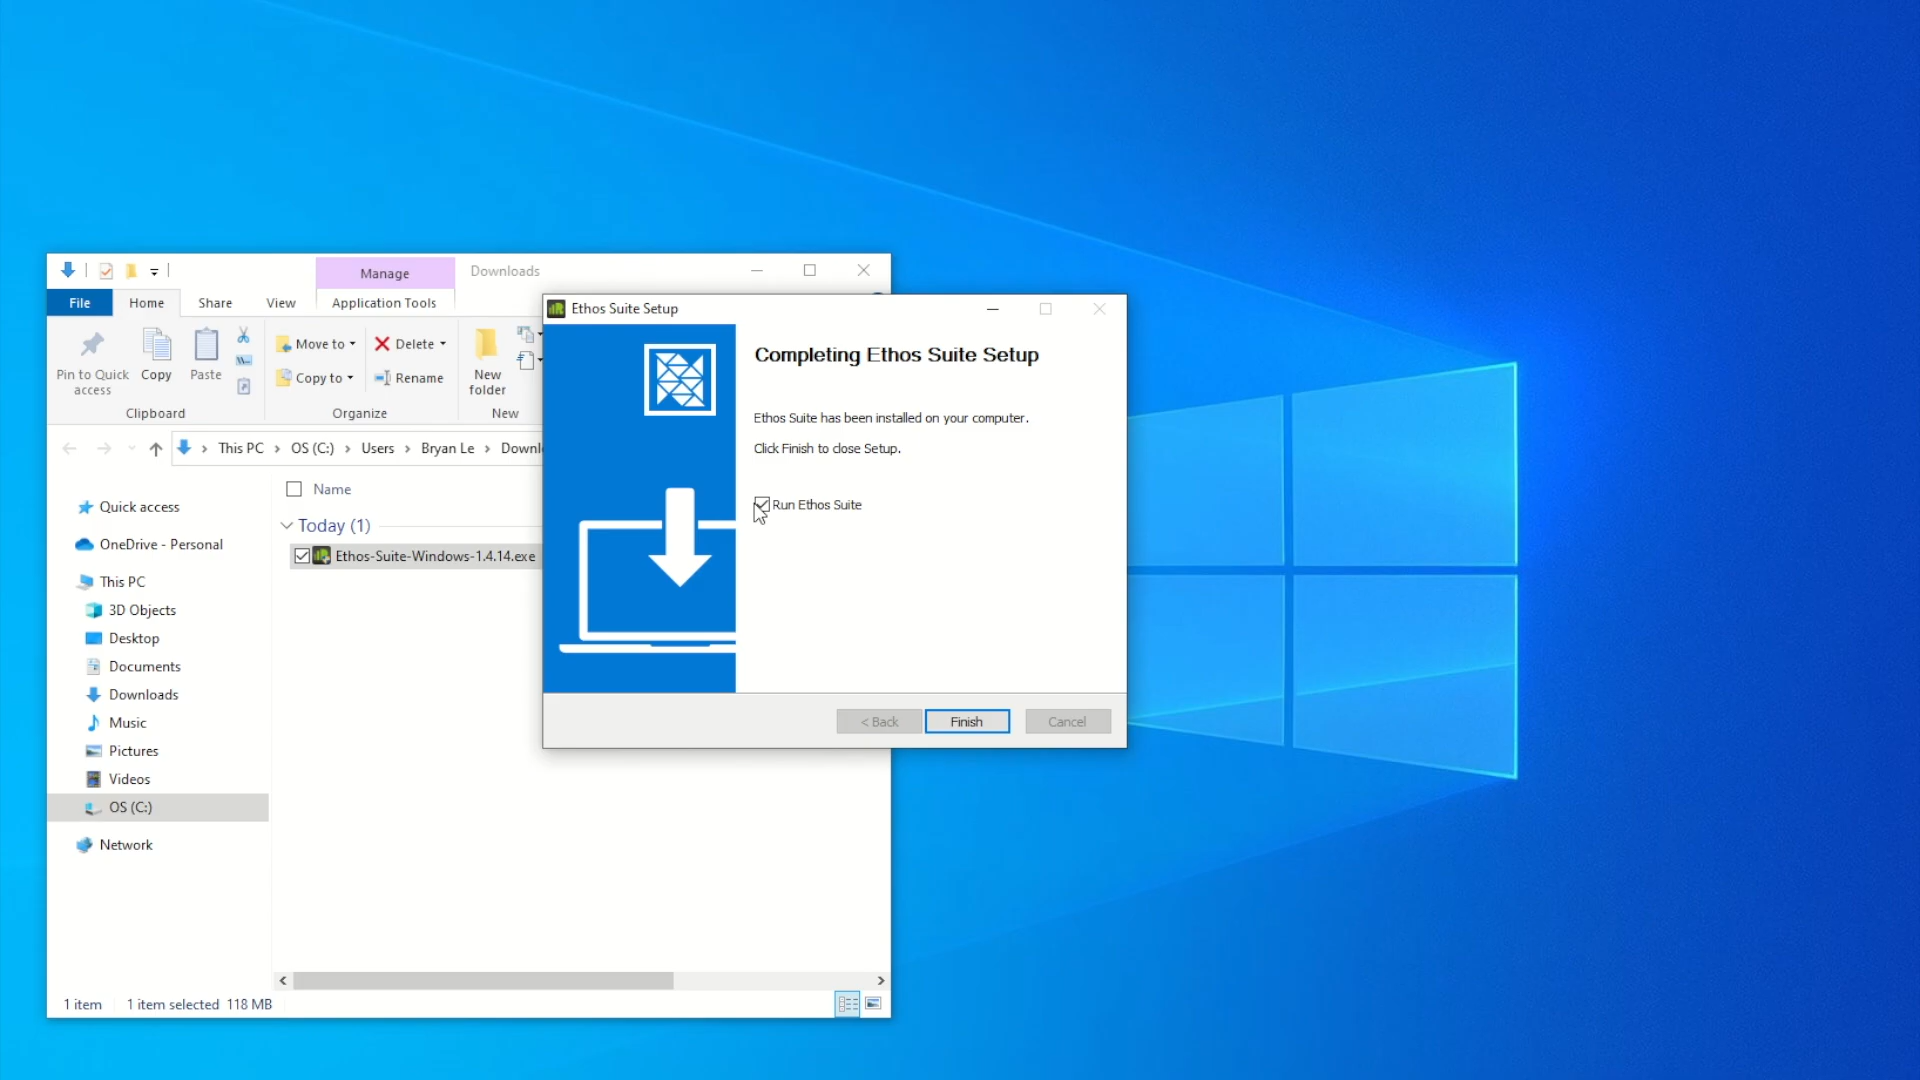 Manage
Downloads
File
Home
Share
View
Application Tools
Pin to Quick
access
Copy
Paste
Move to
Copy to
Delete
Rename
New
folder
Clipboard
Organize
New
This PC
OS (C:)
Users
Bryan Le
Downl
Name
Quick access
OneDrive - Personal
This PC
3D Objects
Desktop
Documents
Downloads
Music
Pictures
Videos
OS (C:)
Network
Today (1)
Ethos-Suite-Windows-1.4.14.exe
1 item
1 item selected 118 MB
Ethos Suite Setup
Completing Ethos Suite Setup
Ethos Suite has been installed on your computer.
Click Finish to close Setup.
Run Ethos Suite
< Back
Finish
Cancel